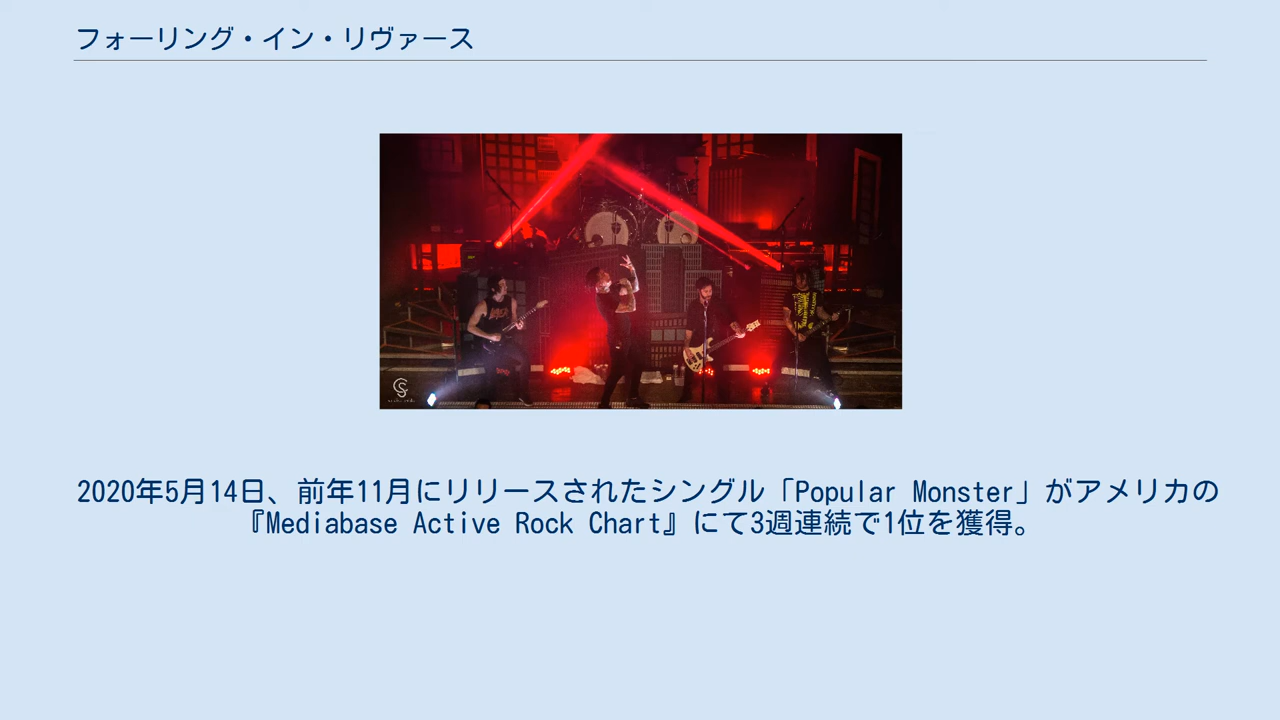 フォーリング・イン・リヴァース
2020年5月14日、前年11月にリリースされたシングル「Popular Monster」がアメリカの
『Mediabase Active Rock Chart』にて3週連続で1位を獲得。